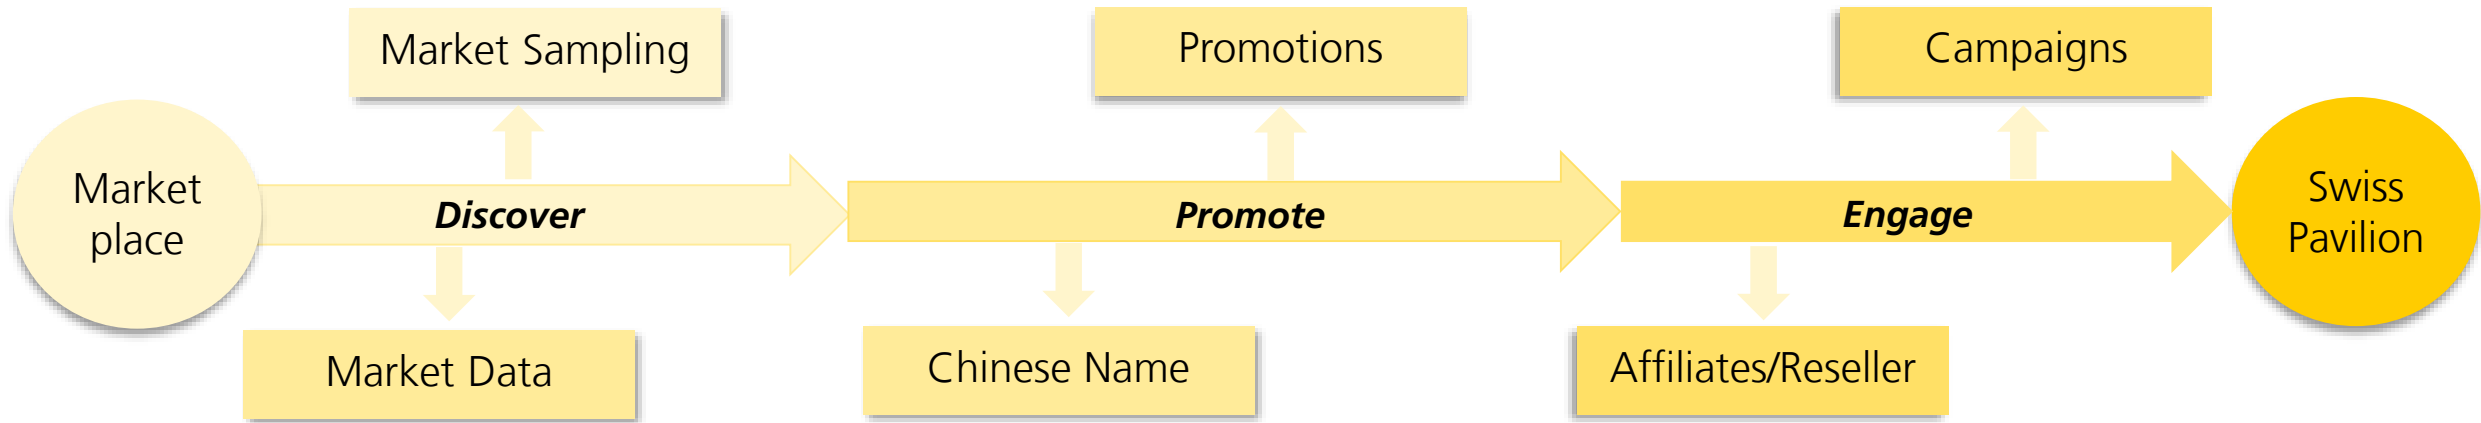 Market Sampling
Promotions
Campaigns
Market
place
Discover
Promote
Engage
Swiss
Pavilion
Market Data
Chinese Name
Affiliates/Reseller